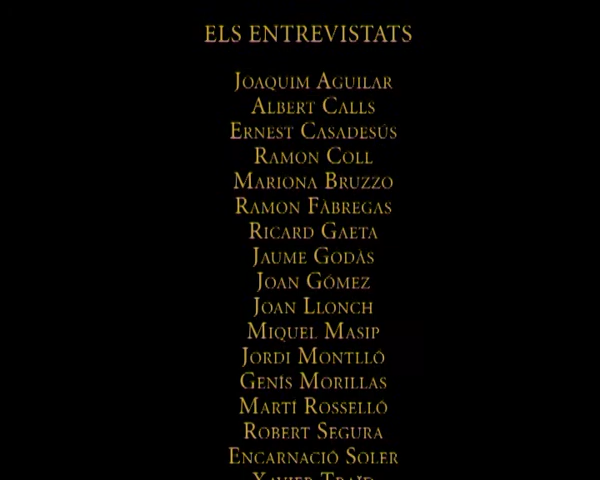 ELS ENTREVISTATS
JOAQUIM AGUILAR
ALBERT CALLS
ERNEST CASADESÚS
RAMON COLL
MARIONA BRUZZO
RAMON FÀBREGAS
RICARD GAETA
JAUME GODÀS
JOAN GÓMEZ
JOAN LLONCH
MIQUEL MASIP
JORDI MONTLLÓ
GENÍS MORILLAS
MARTÍ ROSSELLÓ
ROBERT SEGURA
ENCARNACIÓ SOLER
XAVIER